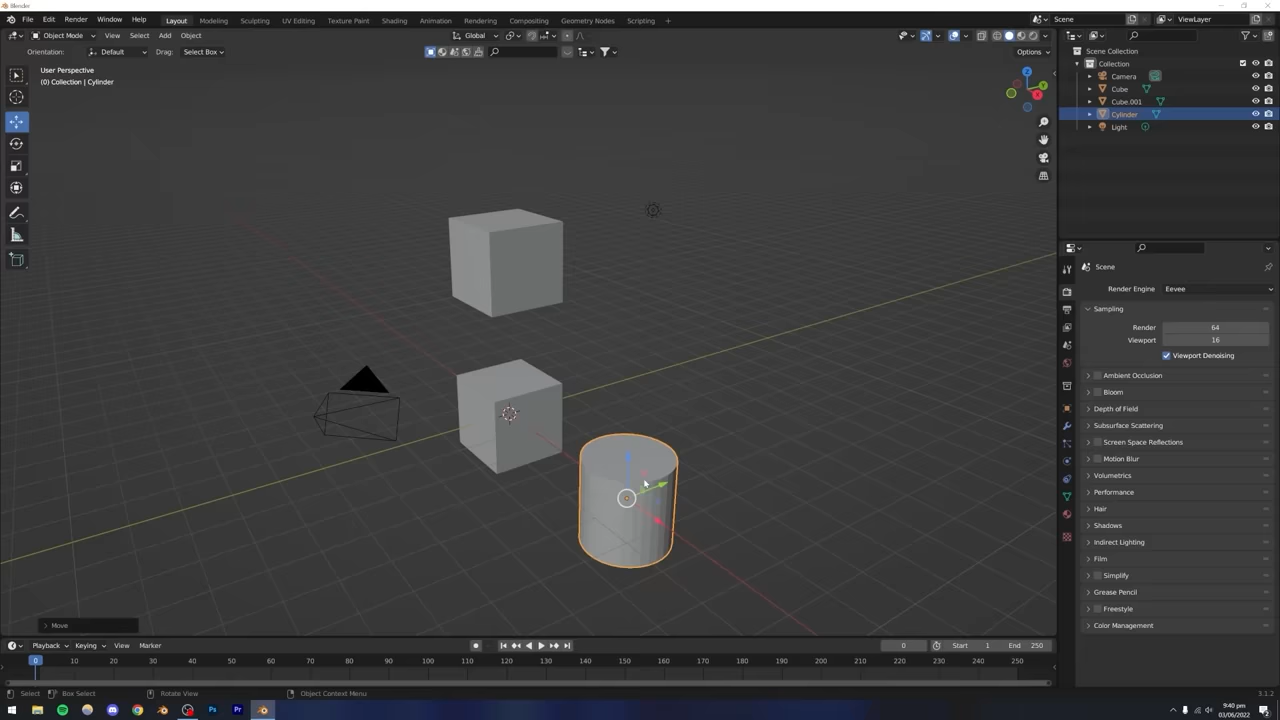 Blender
File Edit Render Window Help
Layout Modeling Sculpting UV Editing Texture Paint Shading Animation Rendering Compositing Geometry Nodes Scripting +
Scene
ViewLayer
Object Mode View Select Add Object
Global
Orientation: Default Drag: Select Box
Options
User Perspective
(0) Collection | Cylinder
Z
Y
X
Scene Collection
Collection
Camera
Cube
Cube.001
Cylinder
Light
Scene
Render Engine Eevee
Sampling
Render 64
Viewport 16
Viewport Denoising
Ambient Occlusion
Bloom
Depth of Field
Subsurface Scattering
Screen Space Reflections
Motion Blur
Volumetrics
Performance
Hair
Shadows
Indirect Lighting
Film
Simplify
Grease Pencil
Freestyle
Color Management
Move
Playback Keying View Marker
0 Start 1 End 250
0 10 20 30 40 50 60 70 80 90 100 110 120 130 140 150 160 170 180 190 200 210 220 230 240 250
Select Box Select Rotate View Object Context Menu
3.1.2
Ps Pr
9:40 pm
03/06/2022